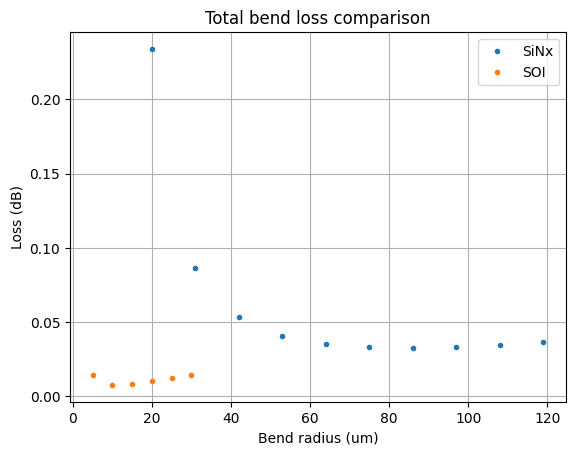 Total bend loss comparison
SiNx
SOI
Loss (dB)
0.20
0.15
0.10
0.05
0.00
0 20 40 60 80 100 120
Bend radius (um)